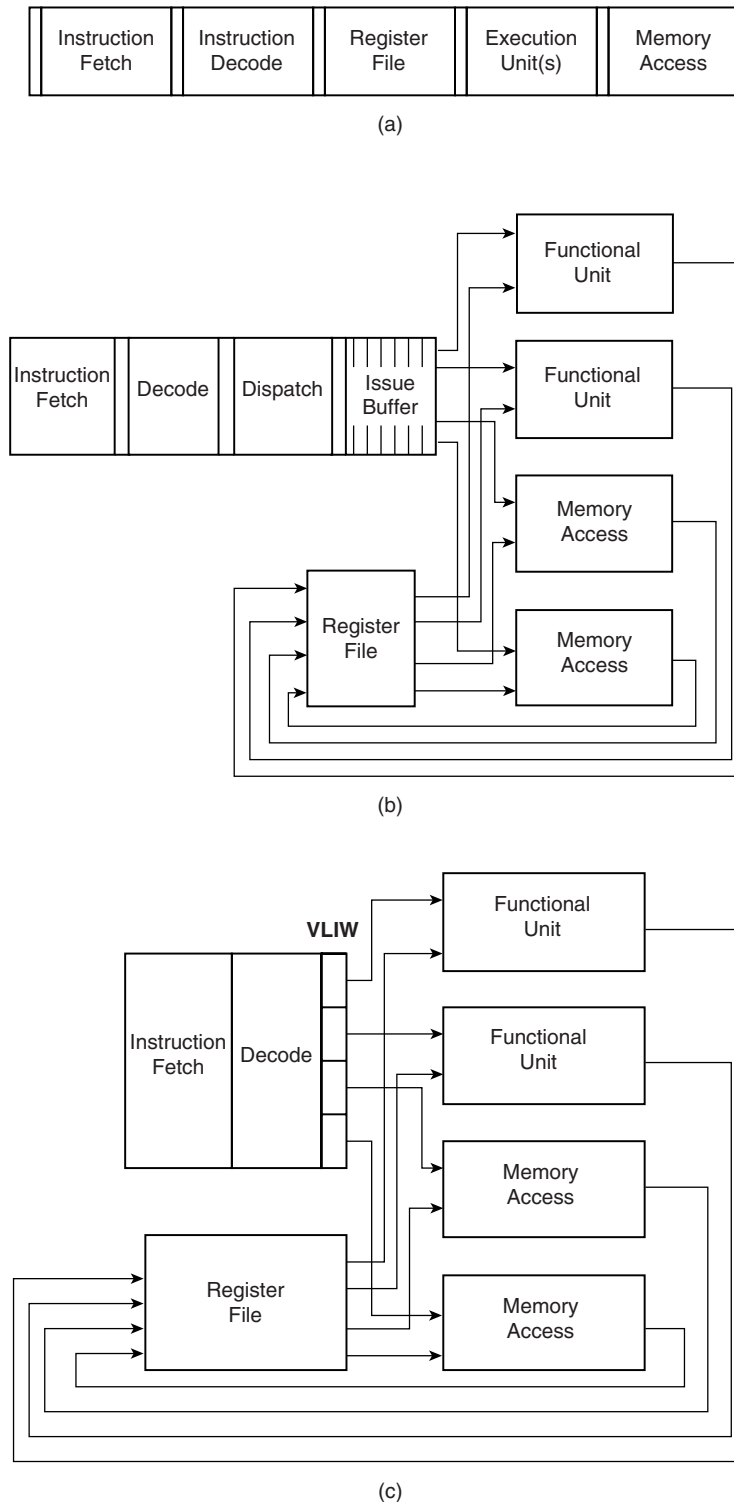 Instruction
Fetch
Instruction
Decode
Register
File
Execution
Unit(s)
Memory
Access
(a)
Functional
Unit
Instruction
Fetch
Decode
Dispatch
Issue
Buffer
Functional
Unit
Memory
Access
Register
File
Memory
Access
(b)
Functional
Unit
VLIW
Instruction
Fetch
Decode
Functional
Unit
Memory
Access
Register
File
Memory
Access
(c)